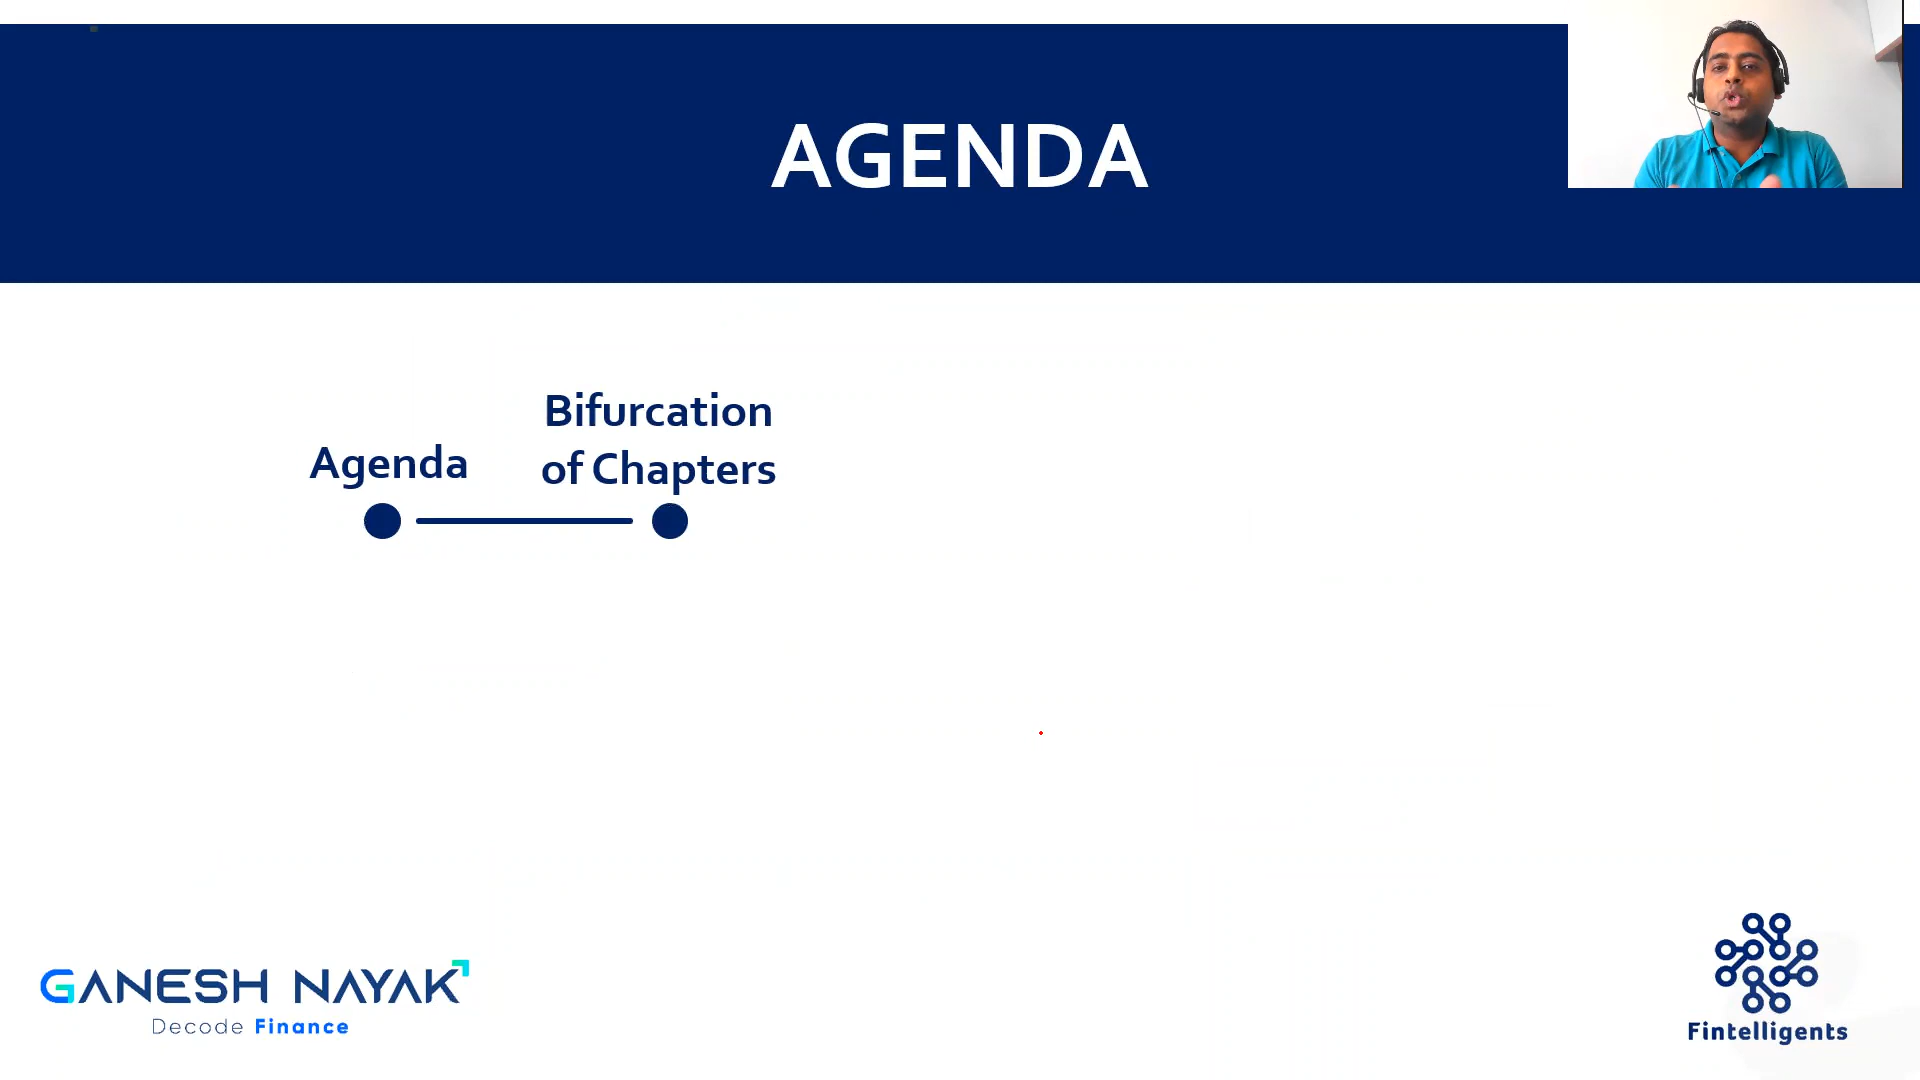 AGENDA
Agenda
Bifurcation
of Chapters
GANESH NAYAK
Decode Finance
Fintelligents